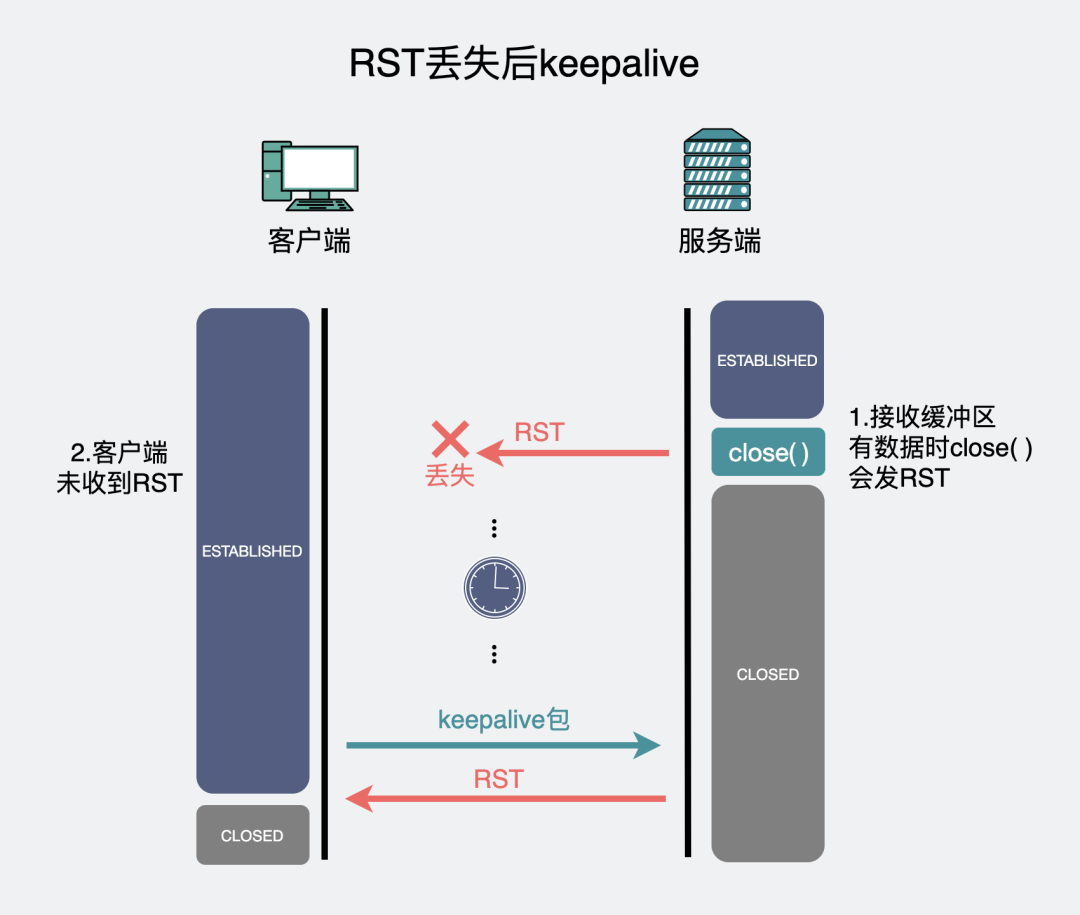 RST丢失后keepalive
客户端
服务端
ESTABLISHED
1.接收缓冲区
有数据时close( )
会发RST
RST
close( )
丢失
2.客户端
未收到RST
ESTABLISHED
CLOSED
keepalive包
RST
CLOSED